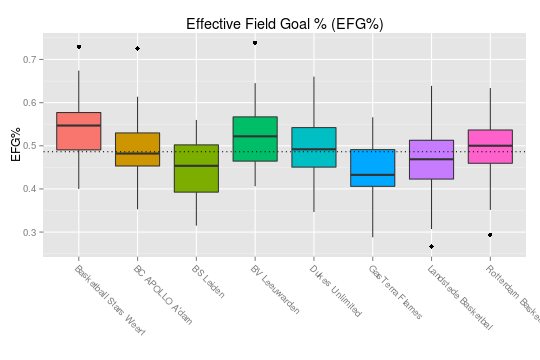 Effective Field Goal % (EFG%)
EFG%
0.7
0.6
0.5
0.4
0.3
Basketball Stars Weert
BC APOLLO A'dam
BS Leiden
BV Leeuwarden
Dukes Unlimited
GasTerra Flames
Landstede Basketbal
Rotterdam Baske